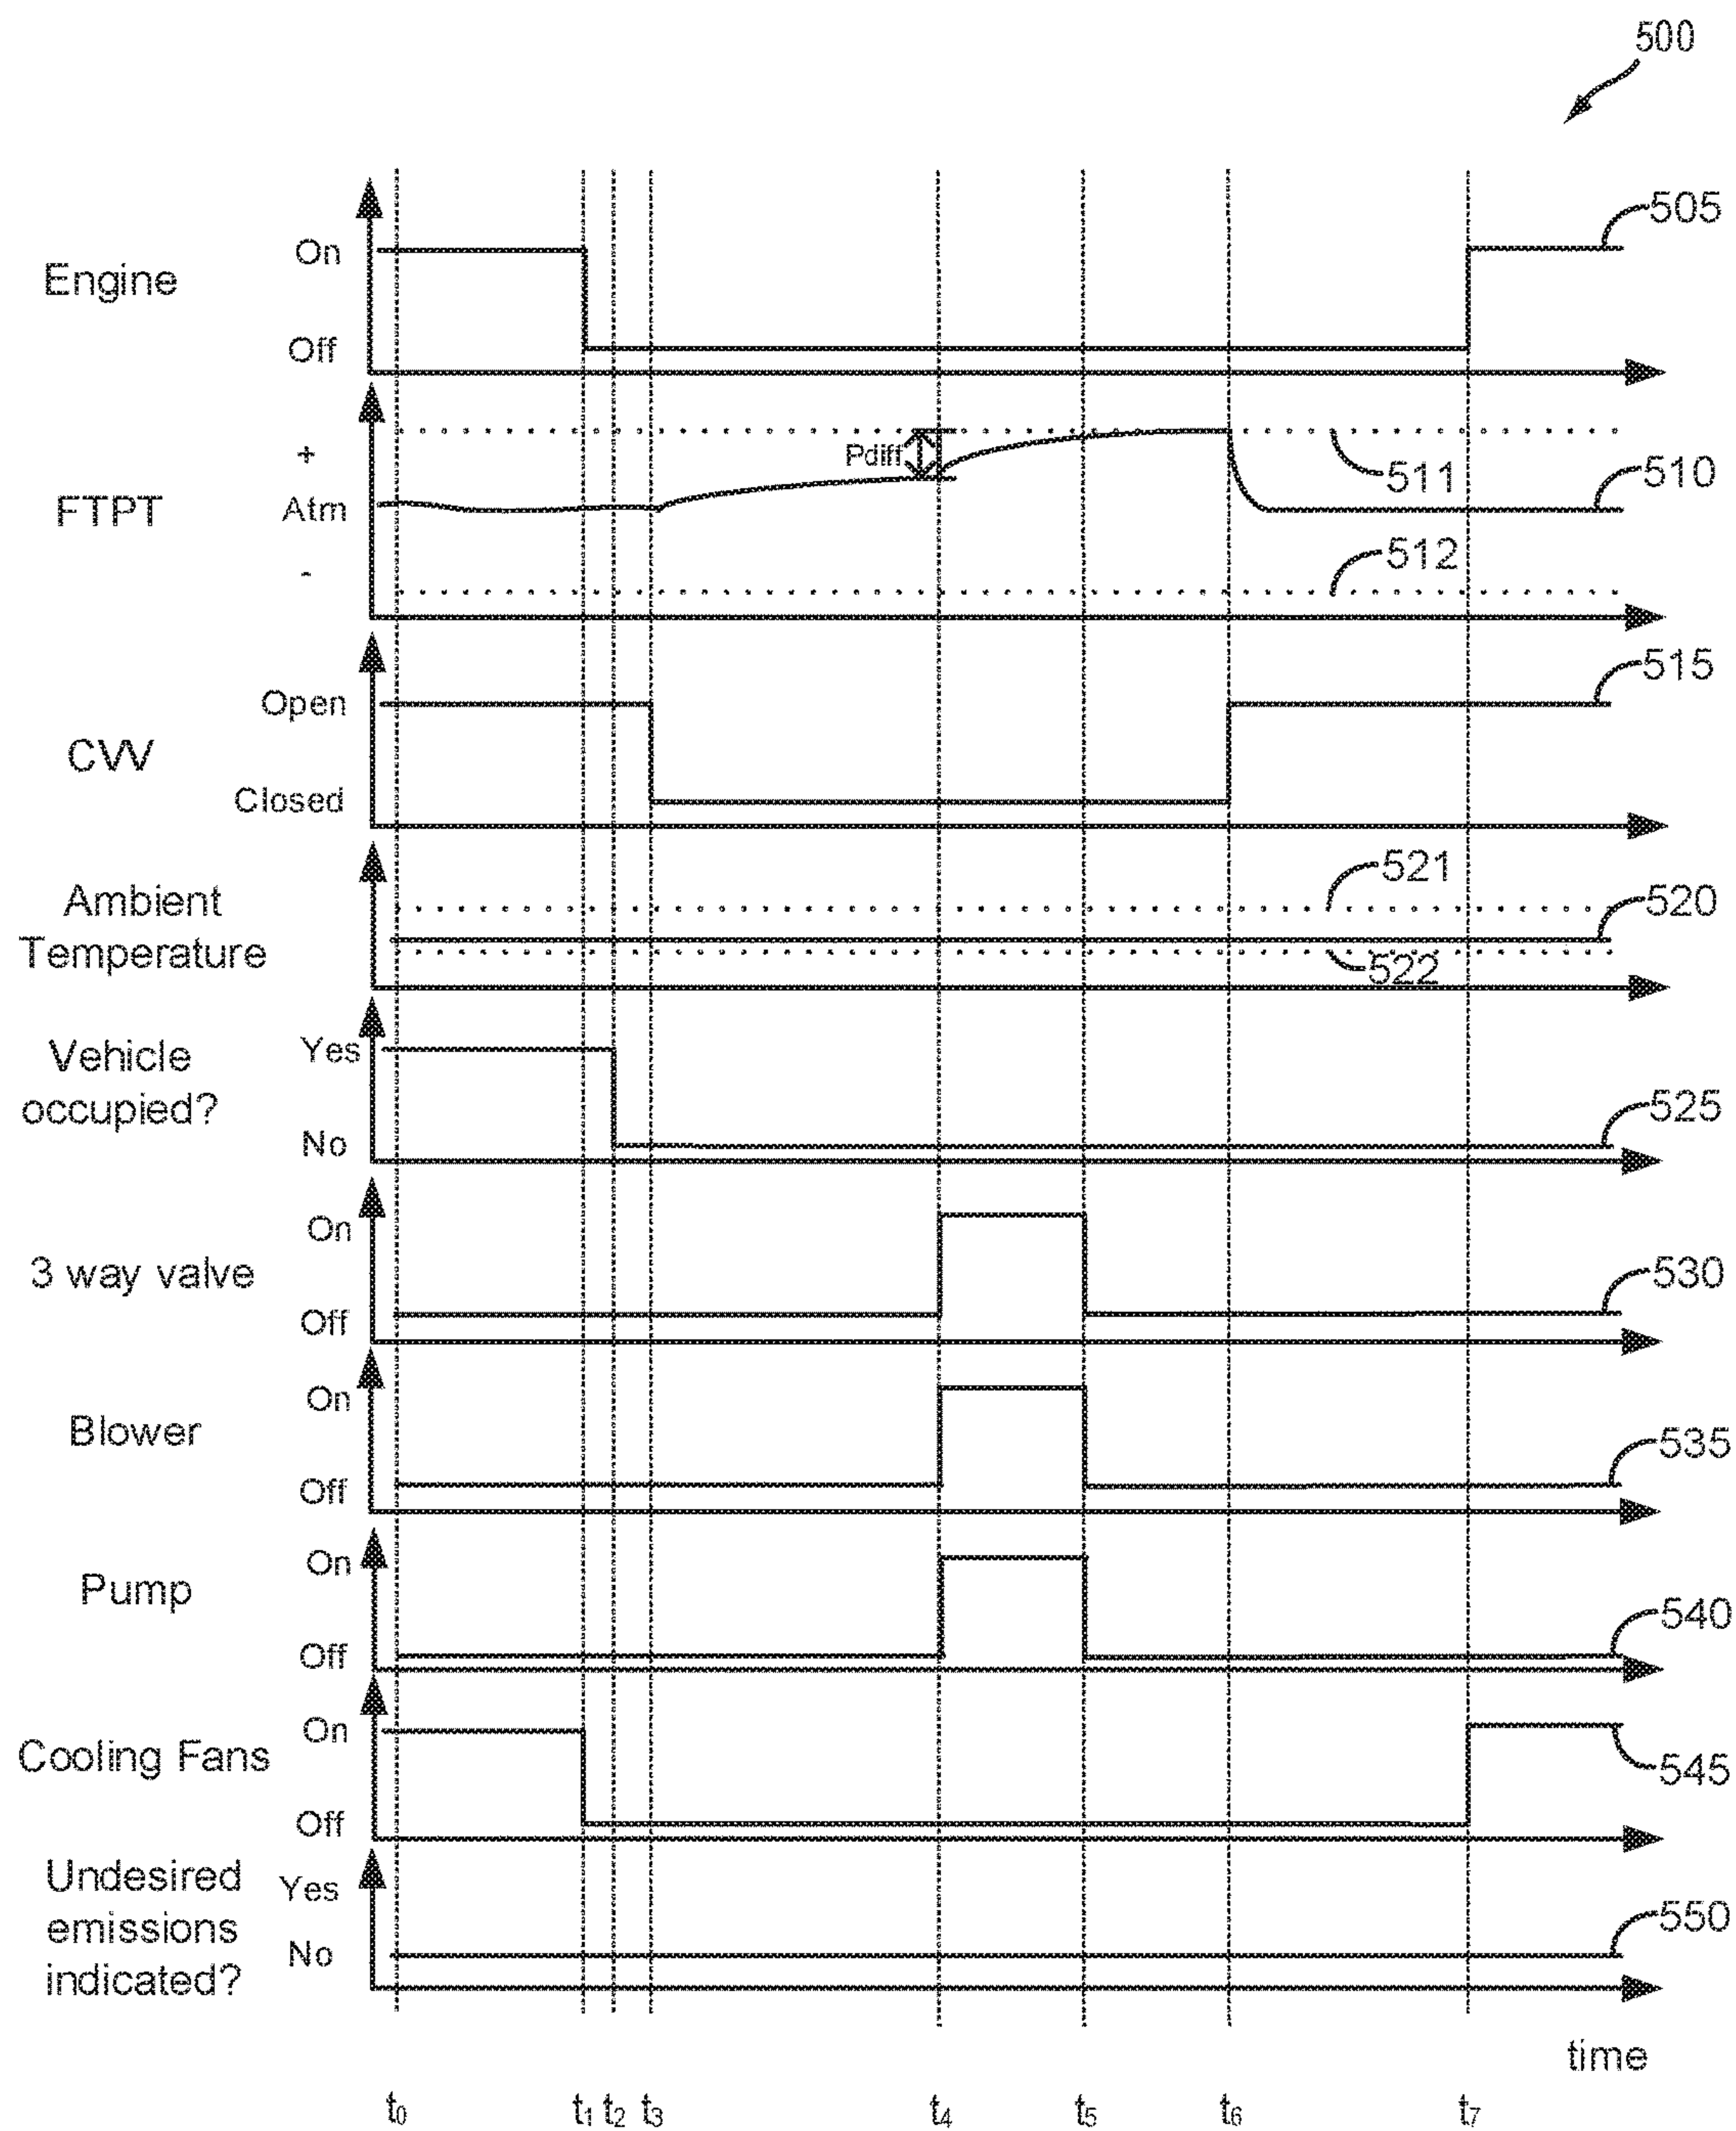 500
505
On
Engine
Off
+
Pdiff
511
510
FTPT
Atm
512
-
515
Open
CVV
Closed
521
520
Ambient
Temperature
522
Yes
Vehicle
occupied?
525
No
On
3 way valve
530
Off
On
Blower
535
Off
On
Pump
540
Off
On
Cooling Fans
545
Off
Undesired
Yes
emissions
550
No
indicated?
time
t0 t1 t2 t3 t4 t5 t6 t7